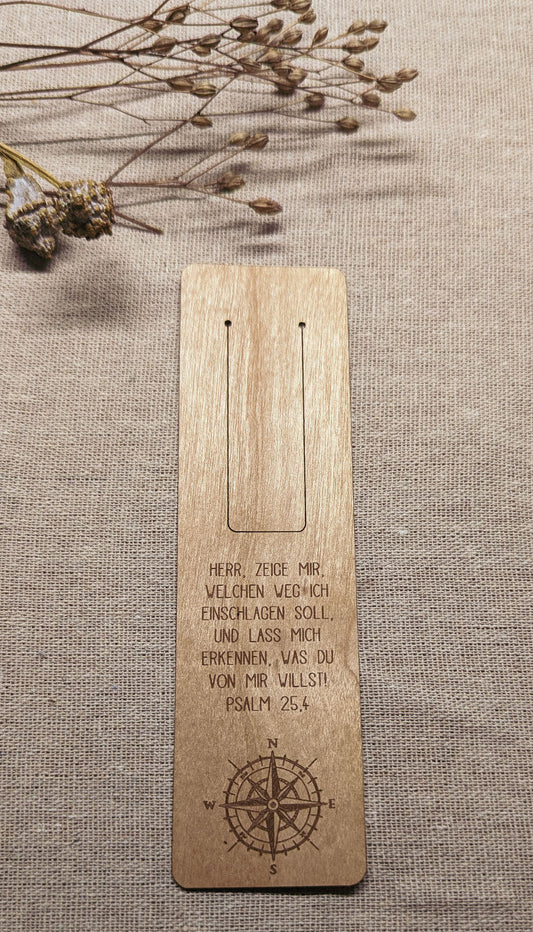 HERR, ZEIGE MIR,
WELCHEN WEG ICH
EINSCHLAGEN SOLL,
UND LASS MICH
ERKENNEN, WAS DU
VON MIR WILLST!
PSALM 25,4
N
W E
S